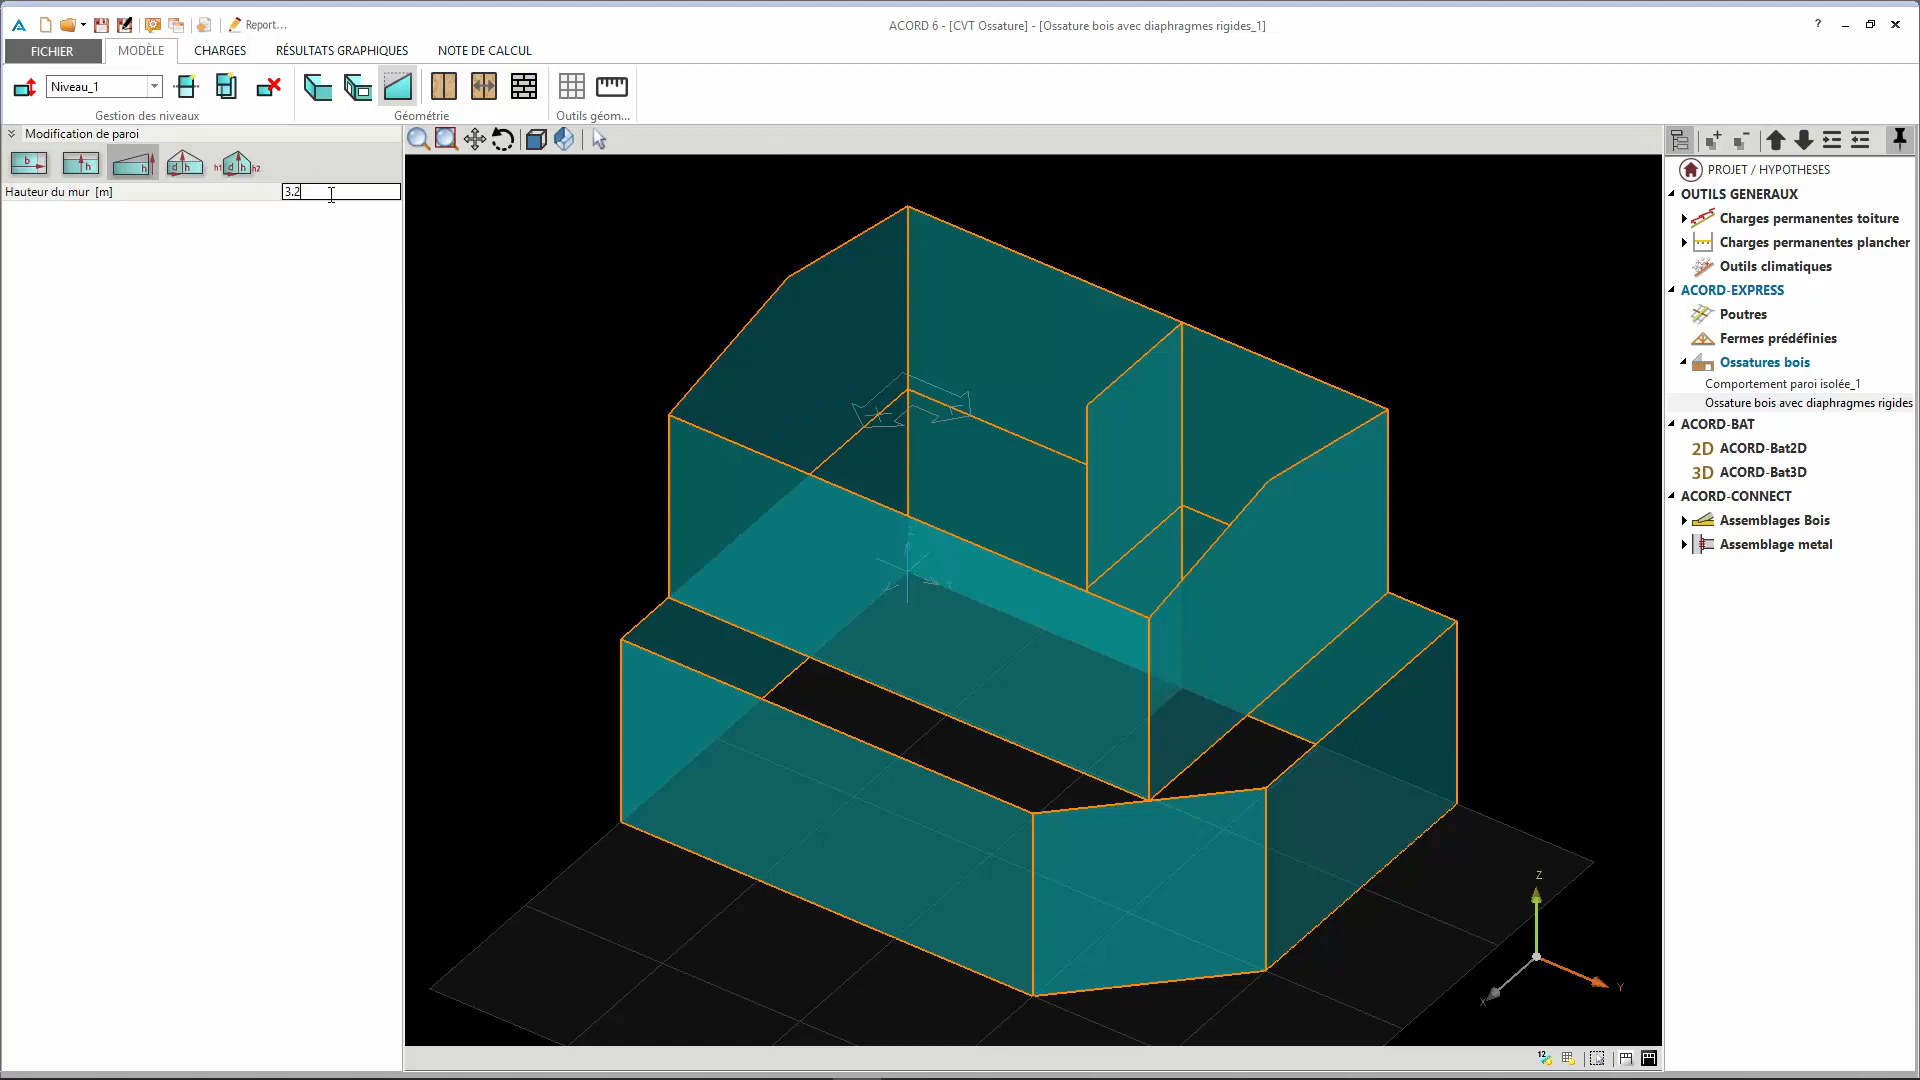 Report...
ACORD 6 - [CVT Ossature] - [Ossature bois avec diaphragmes rigides_1]
?
FICHIER
MODÈLE
CHARGES
RÉSULTATS GRAPHIQUES
NOTE DE CALCUL
Niveau_1
Gestion des niveaux
Géométrie
Outils géom...
Modification de paroi
b
h
h
d h
h1 d h h2
Hauteur du mur [m]
3.2
PROJET / HYPOTHESES
OUTILS GENERAUX
Charges permanentes toiture
Charges permanentes plancher
Outils climatiques
ACORD-EXPRESS
Poutres
Fermes prédéfinies
Ossatures bois
Comportement paroi isolée_1
Ossature bois avec diaphragmes rigides
ACORD-BAT
2D ACORD-Bat2D
3D ACORD-Bat3D
ACORD-CONNECT
Assemblages Bois
Assemblage metal
Z
Y
X
12